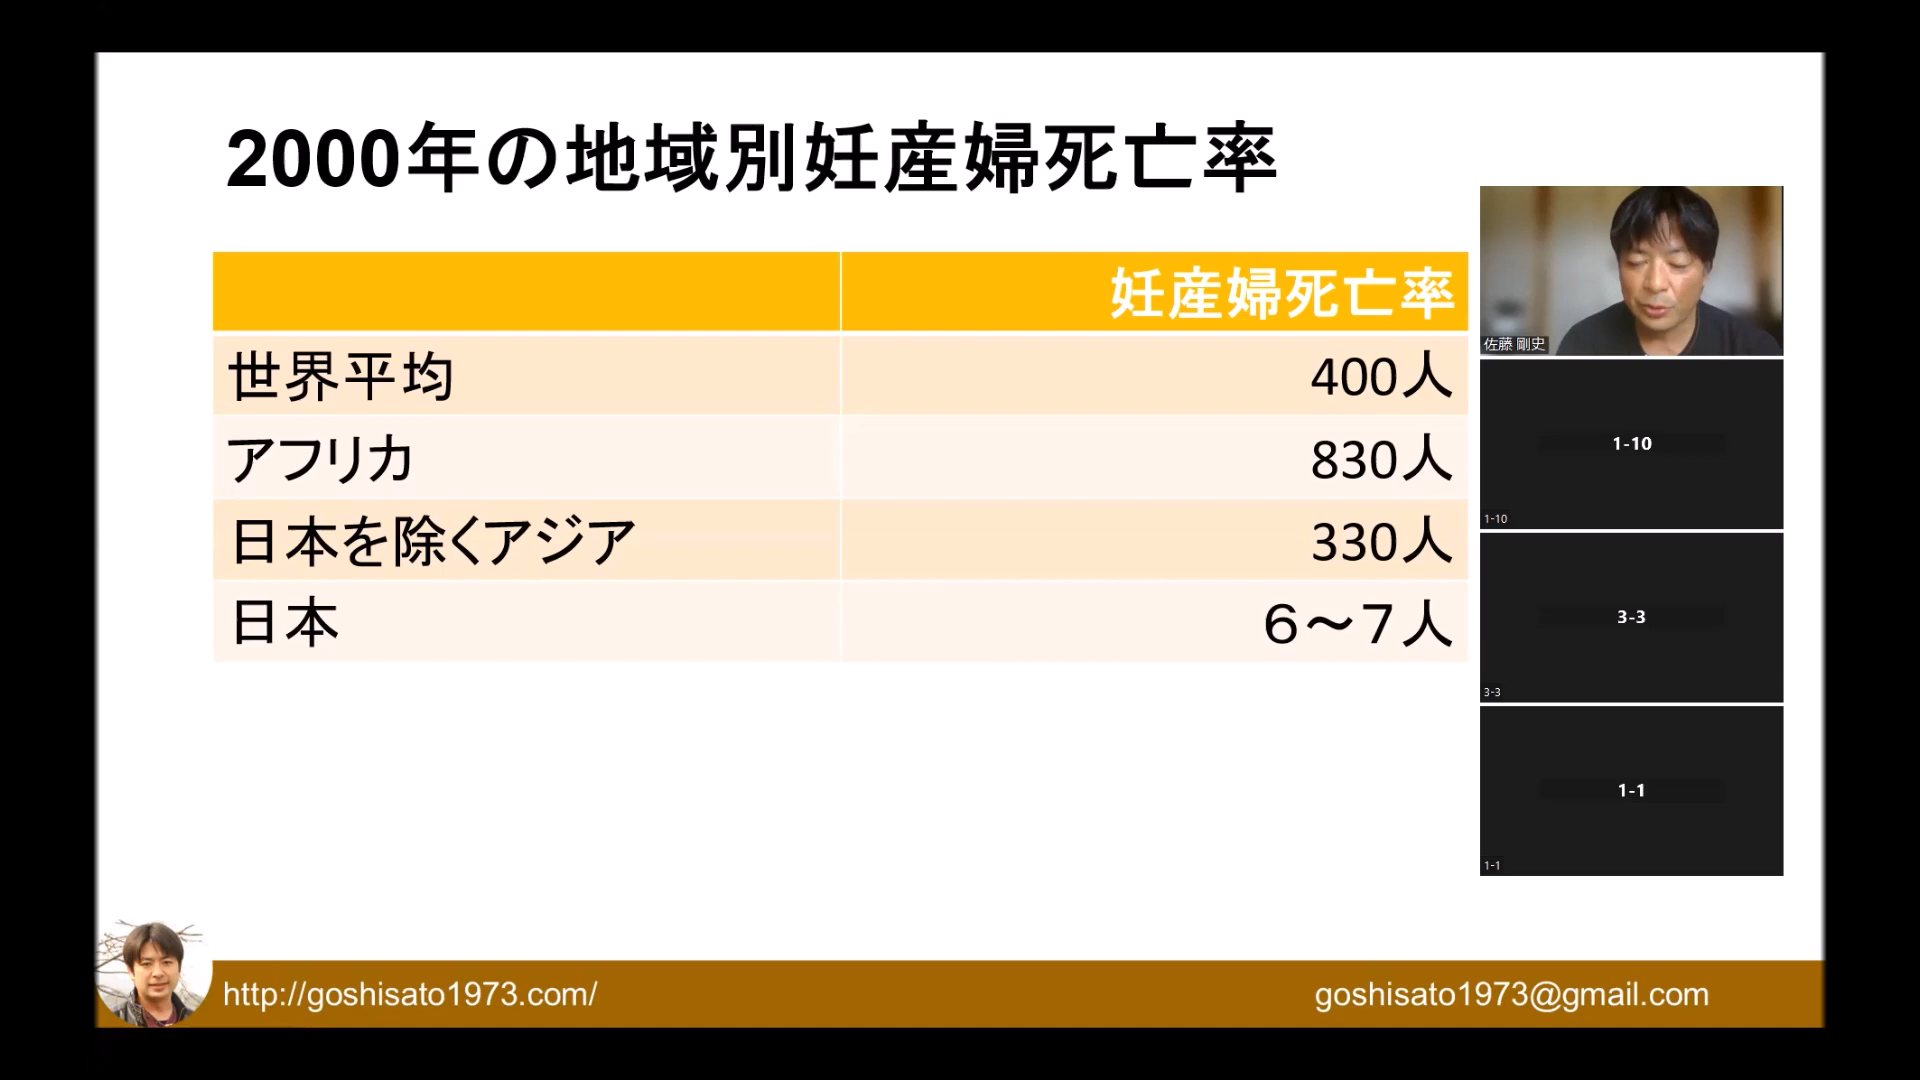 2000年の地域別妊産婦死亡率
妊産婦死亡率
世界平均 400人
アフリカ 830人
日本を除くアジア 330人
日本 6～7人
佐藤 剛史
1-10
1-10
3-3
3-3
1-1
1-1
http://goshisato1973.com/ goshisato1973@gmail.com